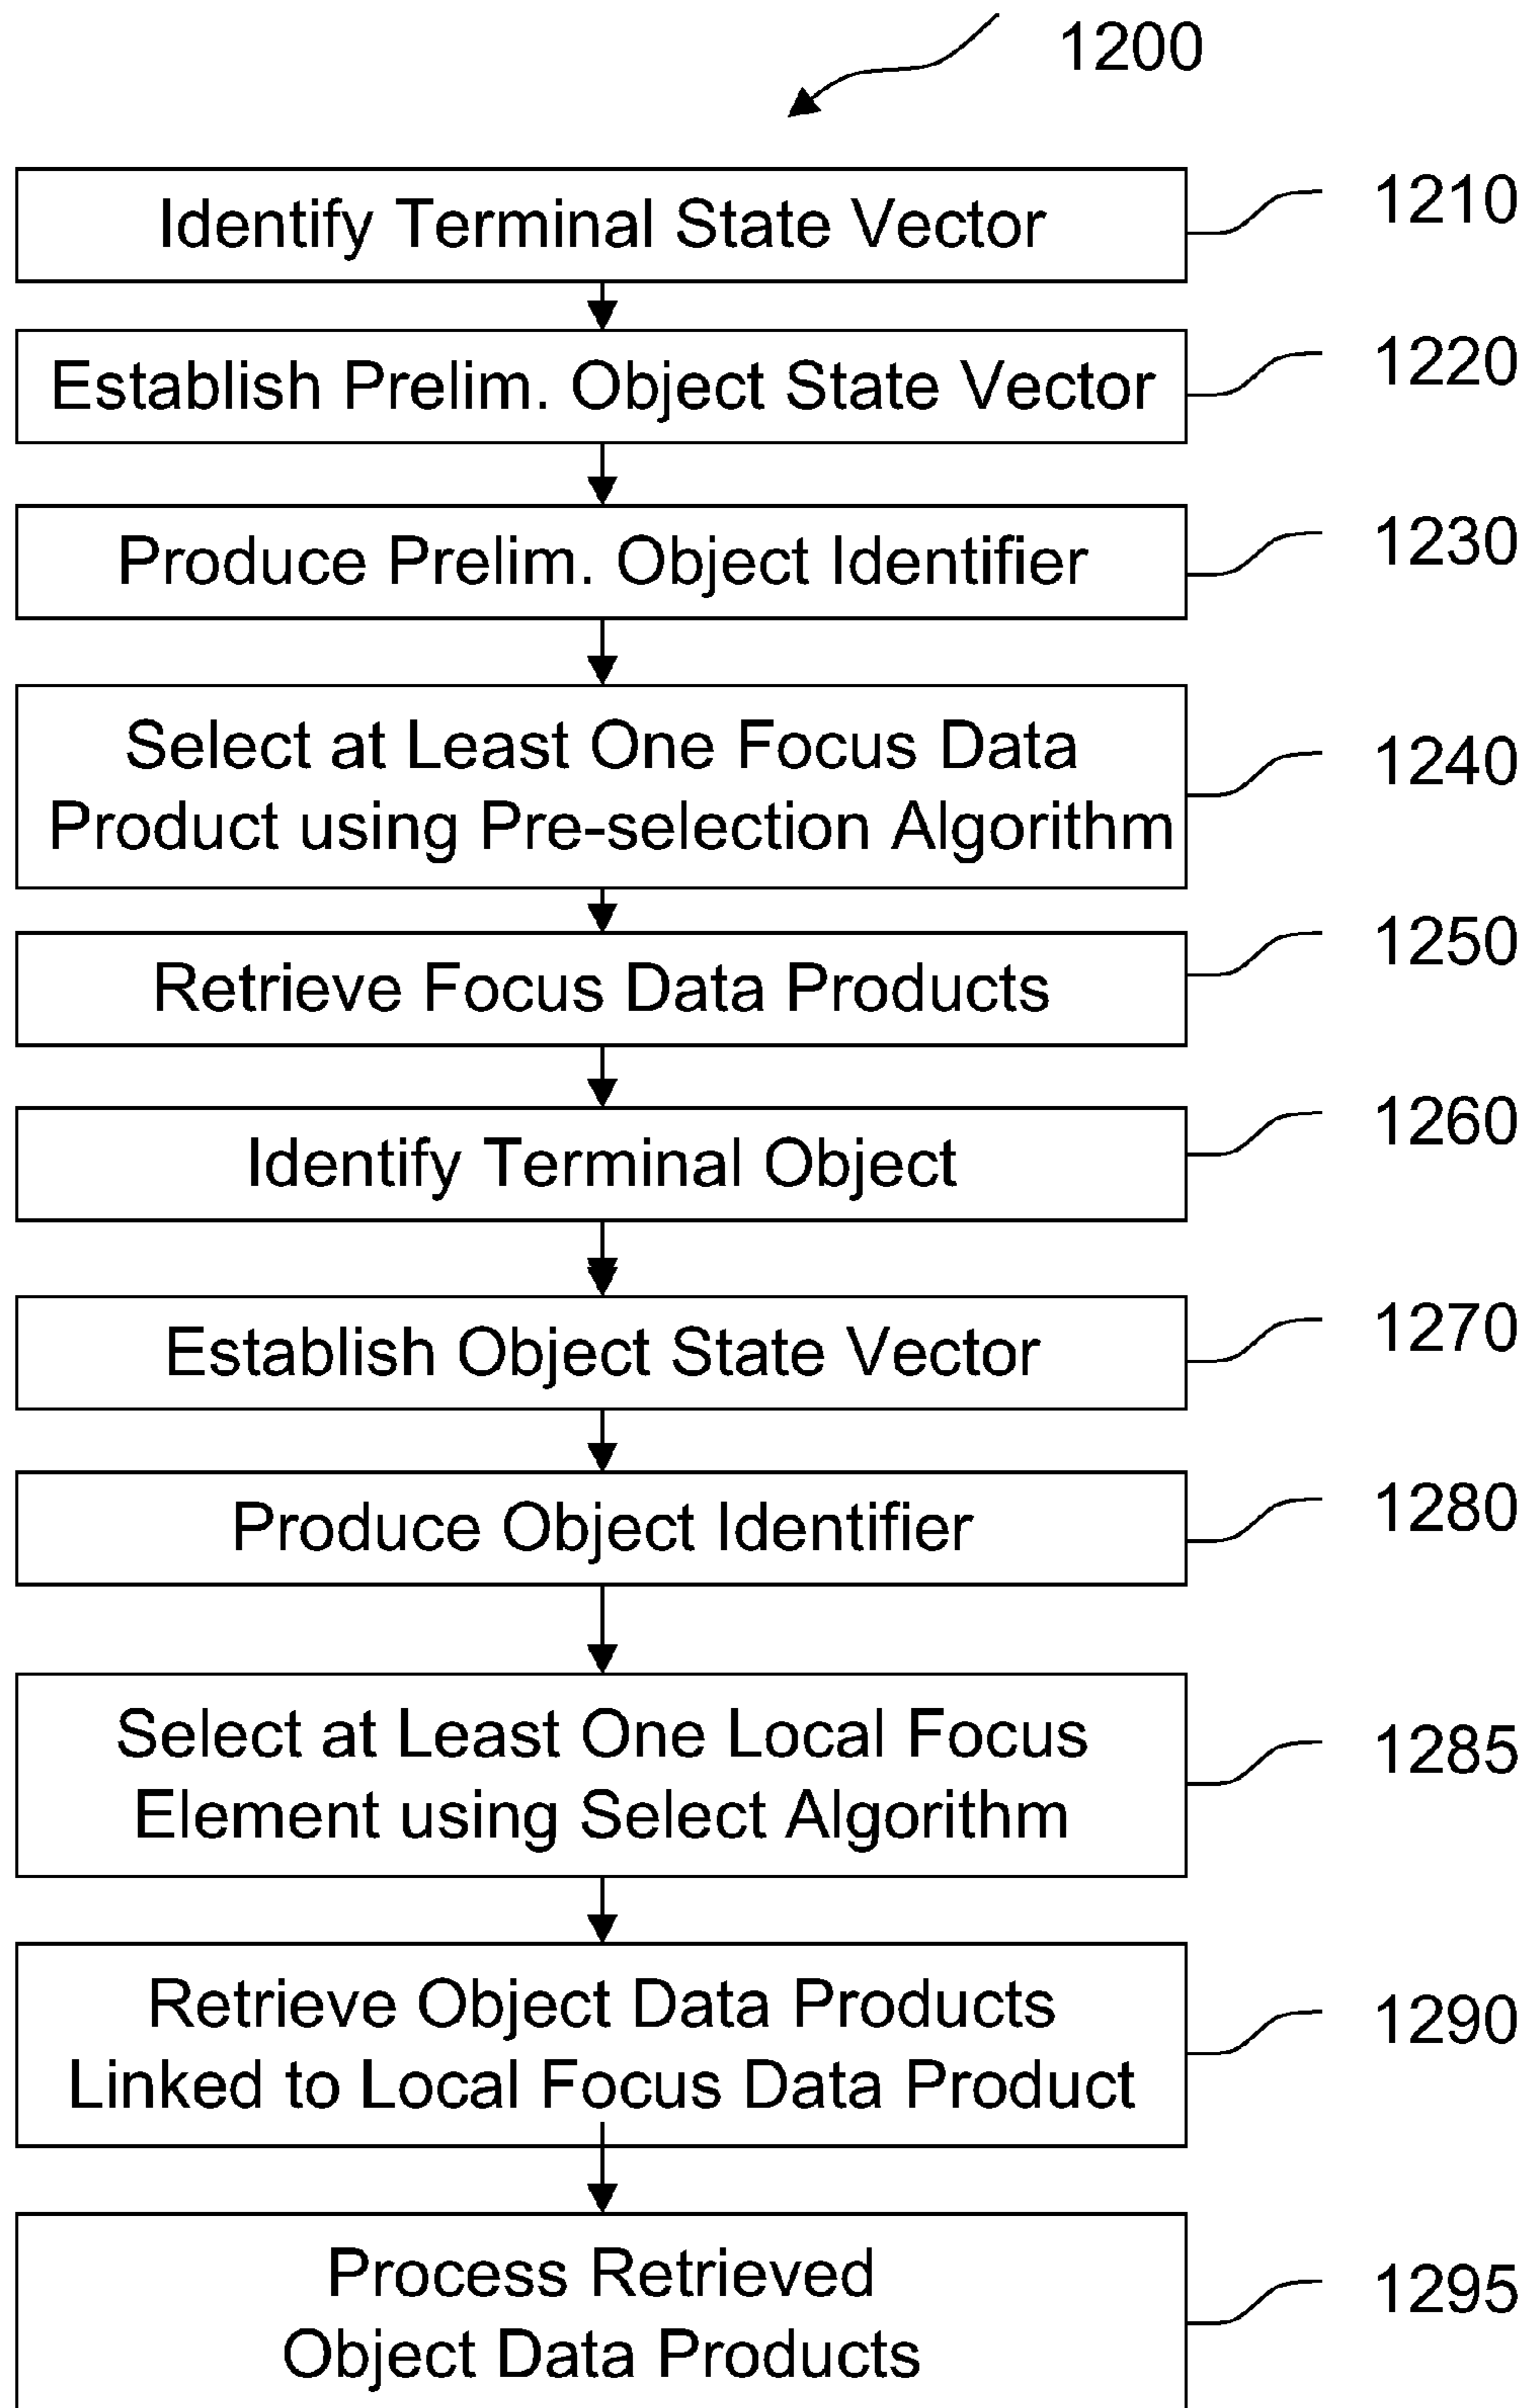 1200
Identify Terminal State Vector
1210
Establish Prelim. Object State Vector
1220
Produce Prelim. Object Identifier
1230
Select at Least One Focus Data
Product using Pre-selection Algorithm
1240
Retrieve Focus Data Products
1250
Identify Terminal Object
1260
Establish Object State Vector
1270
Produce Object Identifier
1280
Select at Least One Local Focus
Element using Select Algorithm
1285
Retrieve Object Data Products
Linked to Local Focus Data Product
1290
Process Retrieved
Object Data Products
1295